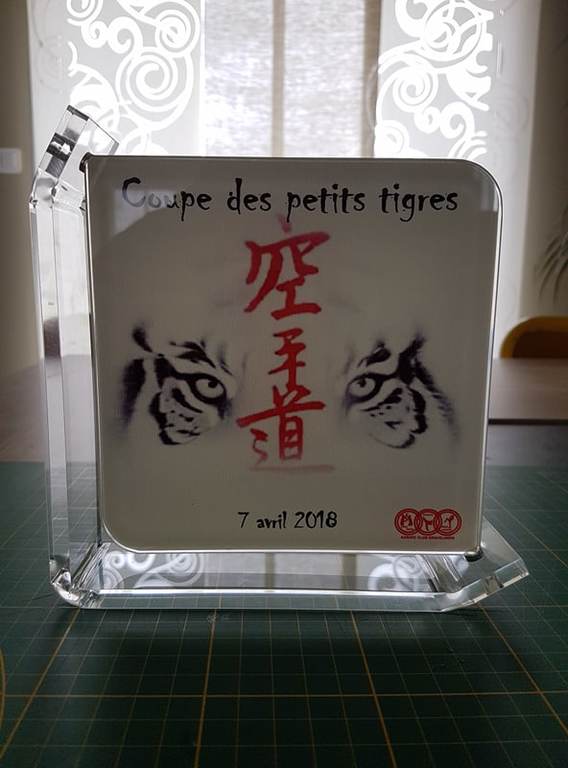 Coupe des petits tigres
空
手
道
7 avril 2018